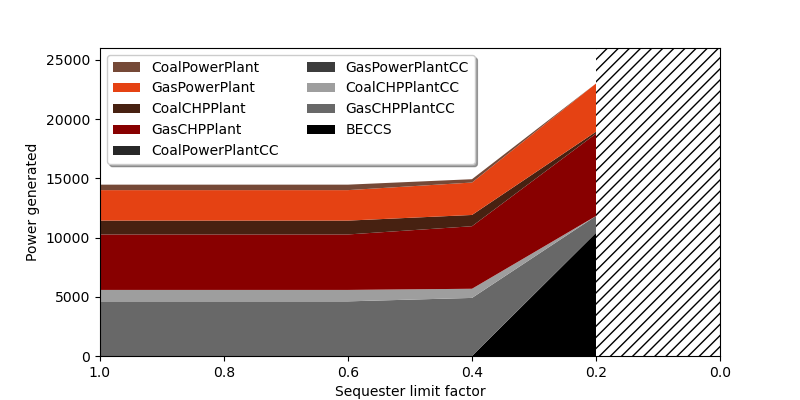 25000
20000
15000
10000
5000
0
Power generated
CoalPowerPlant
GasPowerPlant
CoalCHPPlant
GasCHPPlant
CoalPowerPlantCC
GasPowerPlantCC
CoalCHPPlantCC
GasCHPPlantCC
BECCS
1.0 0.8 0.6 0.4 0.2 0.0
Sequester limit factor